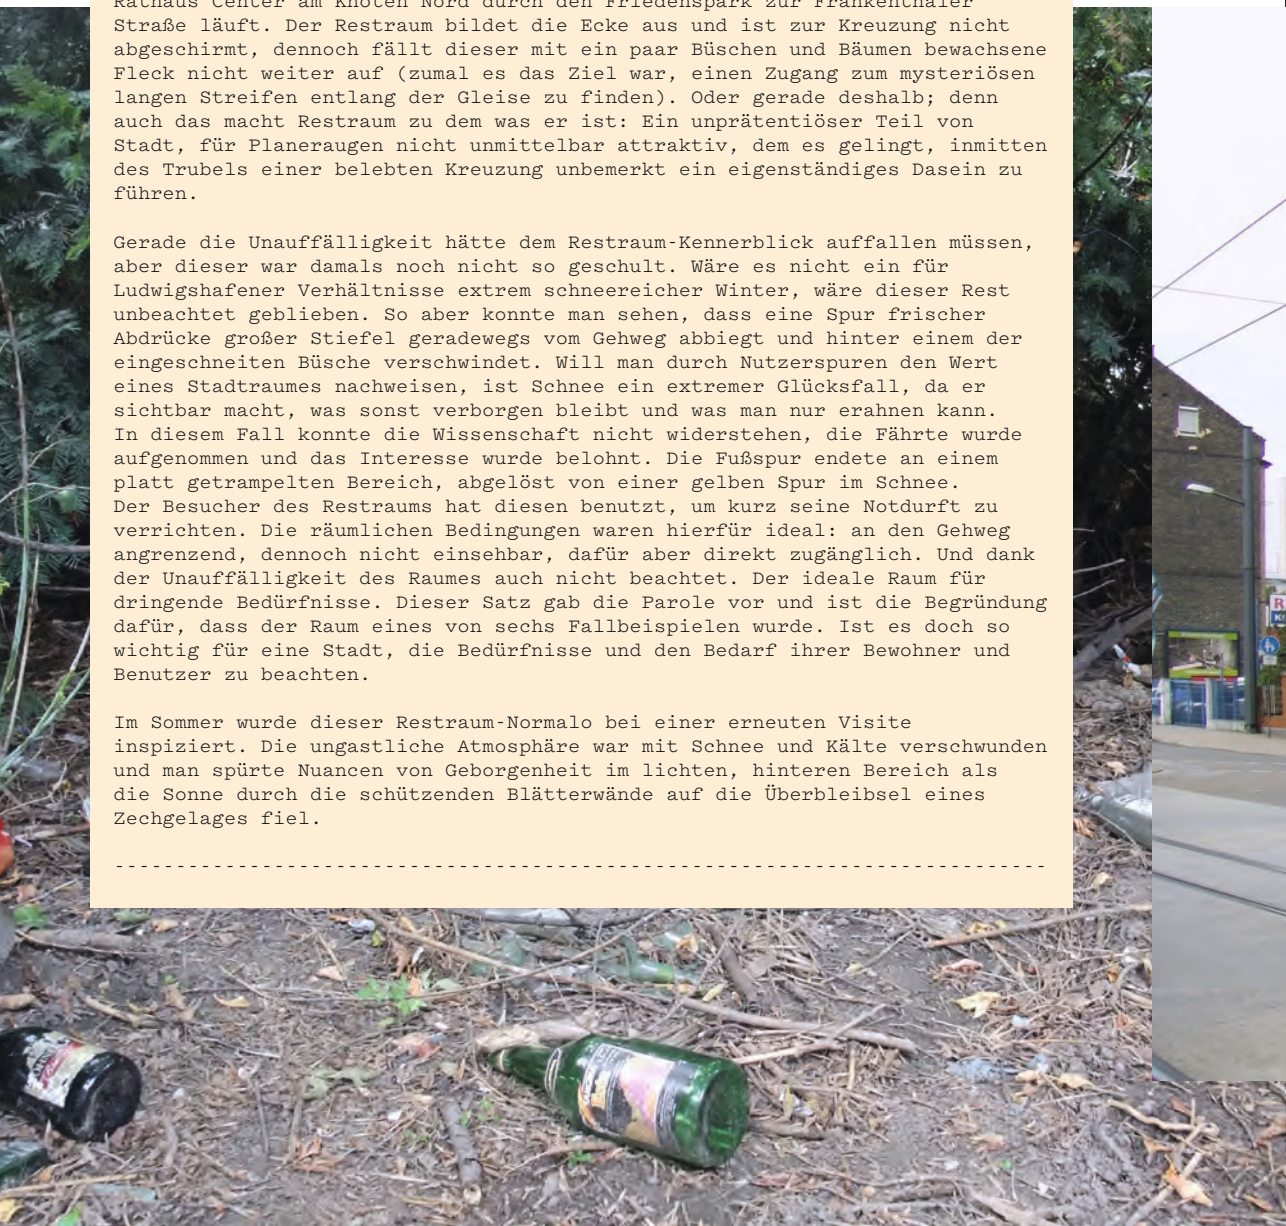 Rathaus Center am Knoten Nord durch den Friedenspark zur Frankenthaler
Straße läuft. Der Restraum bildet die Ecke aus und ist zur Kreuzung nicht
abgeschirmt, dennoch fällt dieser mit ein paar Büschen und Bäumen bewachsene
Fleck nicht weiter auf (zumal es das Ziel war, einen Zugang zum mysteriösen
langen Streifen entlang der Gleise zu finden). Oder gerade deshalb; denn
auch das macht Restraum zu dem was er ist: Ein unprätentiöser Teil von
Stadt, für Planeraugen nicht unmittelbar attraktiv, dem es gelingt, inmitten
des Trubels einer belebten Kreuzung unbemerkt ein eigenständiges Dasein zu
führen.
Gerade die Unauffälligkeit hätte dem Restraum-Kennerblick auffallen müssen,
aber dieser war damals noch nicht so geschult. Wäre es nicht ein für
Ludwigshafener Verhältnisse extrem schneereicher Winter, wäre dieser Rest
unbeachtet geblieben. So aber konnte man sehen, dass eine Spur frischer
Abdrücke großer Stiefel geradewegs vom Gehweg abbiegt und hinter einem der
eingeschneiten Büsche verschwindet. Will man durch Nutzerspuren den Wert
eines Stadtraumes nachweisen, ist Schnee ein extremer Glücksfall, da er
sichtbar macht, was sonst verborgen bleibt und was man nur erahnen kann.
In diesem Fall konnte die Wissenschaft nicht widerstehen, die Fährte wurde
aufgenommen und das Interesse wurde belohnt. Die Fußspur endete an einem
platt getrampelten Bereich, abgelöst von einer gelben Spur im Schnee.
Der Besucher des Restraums hat diesen benutzt, um kurz seine Notdurft zu
verrichten. Die räumlichen Bedingungen waren hierfür ideal: an den Gehweg
angrenzend, dennoch nicht einsehbar, dafür aber direkt zugänglich. Und dank
der Unauffälligkeit des Raumes auch nicht beachtet. Der ideale Raum für
dringende Bedürfnisse. Dieser Satz gab die Parole vor und ist die Begründung
dafür, dass der Raum eines von sechs Fallbeispielen wurde. Ist es doch so
wichtig für eine Stadt, die Bedürfnisse und den Bedarf ihrer Bewohner und
Benutzer zu beachten.
Im Sommer wurde dieser Restraum-Normalo bei einer erneuten Visite
inspiziert. Die ungastliche Atmosphäre war mit Schnee und Kälte verschwunden
und man spürte Nuancen von Geborgenheit im lichten, hinteren Bereich als
die Sonne durch die schützenden Blätterwände auf die Überbleibsel eines
Zechgelages fiel.